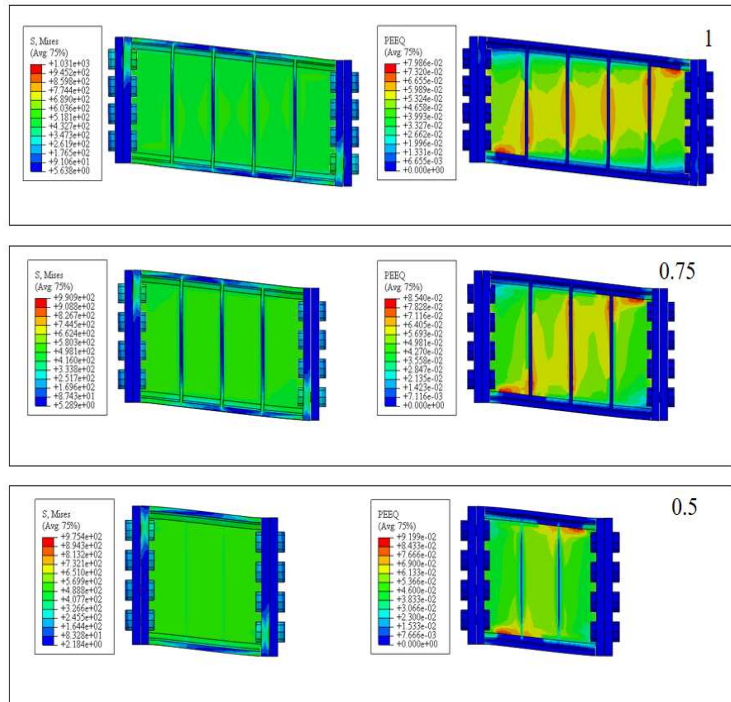 S, Mises
(Avg: 75%)
+1.031e+03
+9.452e+02
+8.598e+02
+7.744e+02
+6.890e+02
+6.036e+02
+5.181e+02
+4.327e+02
+3.473e+02
+2.619e+02
+1.765e+02
+9.106e+01
+5.638e+00
PEEQ
(Avg: 75%)
+7.986e-02
+7.320e-02
+6.655e-02
+5.989e-02
+5.324e-02
+4.658e-02
+3.993e-02
+3.327e-02
+2.662e-02
+1.996e-02
+1.331e-02
+6.655e-03
+0.000e+00
1
S, Mises
(Avg: 75%)
+9.909e+02
+9.088e+02
+8.267e+02
+7.445e+02
+6.624e+02
+5.803e+02
+4.981e+02
+4.160e+02
+3.338e+02
+2.517e+02
+1.696e+02
+8.743e+01
+5.289e+00
PEEQ
(Avg: 75%)
+8.540e-02
+7.828e-02
+7.116e-02
+6.405e-02
+5.693e-02
+4.981e-02
+4.270e-02
+3.558e-02
+2.847e-02
+2.135e-02
+1.423e-02
+7.116e-03
+0.000e+00
0.75
S, Mises
(Avg: 75%)
+9.754e+02
+8.943e+02
+8.132e+02
+7.321e+02
+6.510e+02
+5.699e+02
+4.888e+02
+4.077e+02
+3.266e+02
+2.455e+02
+1.644e+02
+8.328e+01
+2.184e+00
PEEQ
(Avg: 75%)
+9.199e-02
+8.433e-02
+7.666e-02
+6.900e-02
+6.133e-02
+5.366e-02
+4.600e-02
+3.833e-02
+3.066e-02
+2.300e-02
+1.533e-02
+7.666e-03
+0.000e+00
0.5